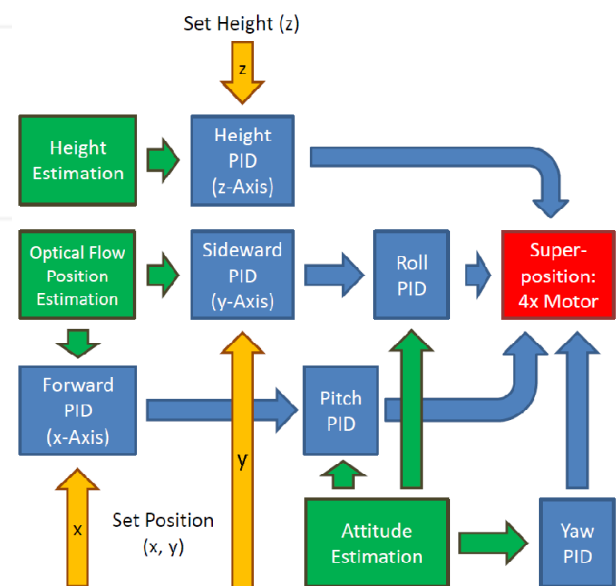 Set Height (z)
z
Height
Estimation
Height
PID
(z-Axis)
Optical Flow
Position
Estimation
Sideward
PID
(y-Axis)
Roll
PID
Super-
position:
4x Motor
Forward
PID
(x-Axis)
Pitch
PID
y
x
Set Position
(x, y)
Attitude
Estimation
Yaw
PID